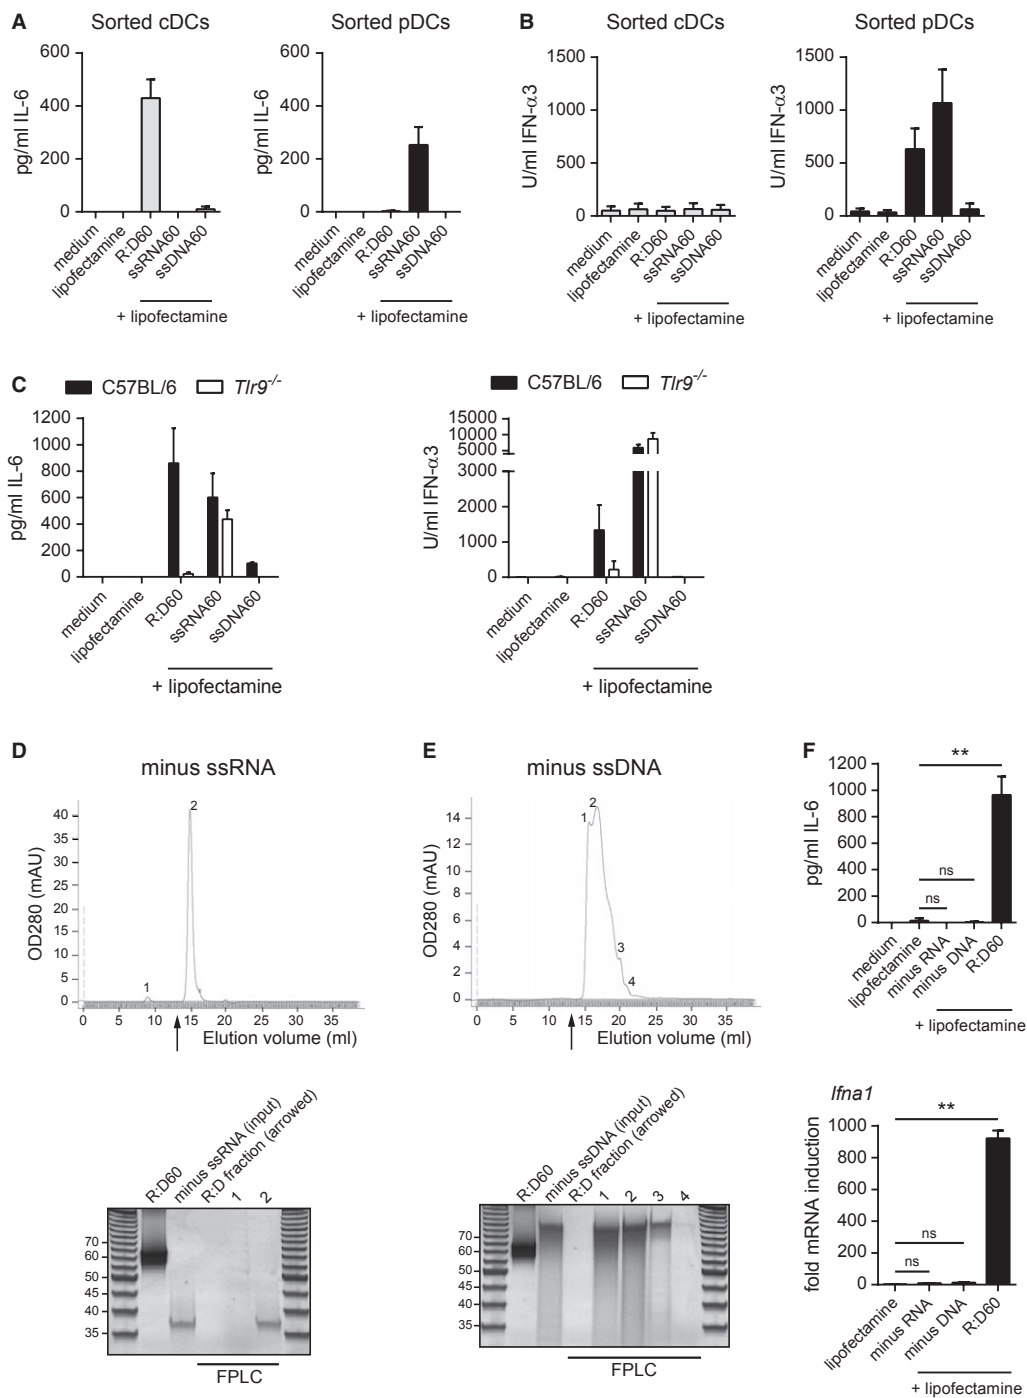 A
Sorted cDCs
pg/ml IL-6
600
400
200
0
medium
lipofectamine
R:D60
ssRNA60
ssDNA60
+ lipofectamine
Sorted pDCs
pg/ml IL-6
600
400
200
0
medium
lipofectamine
R:D60
ssRNA60
ssDNA60
+ lipofectamine
B
Sorted cDCs
U/ml IFN-α3
1500
1000
500
0
medium
lipofectamine
R:D60
ssRNA60
ssDNA60
+ lipofectamine
Sorted pDCs
U/ml IFN-α3
1500
1000
500
0
medium
lipofectamine
R:D60
ssRNA60
ssDNA60
+ lipofectamine
C
C57BL/6 Tlr9-/-
pg/ml IL-6
1200
1000
800
600
400
200
0
medium
lipofectamine
R:D60
ssRNA60
ssDNA60
+ lipofectamine
C57BL/6 Tlr9-/-
U/ml IFN-α3
15000
10000
5000
3000
2000
1000
0
medium
lipofectamine
R:D60
ssRNA60
ssDNA60
+ lipofectamine
D
minus ssRNA
OD280 (mAU)
40
35
30
25
20
15
10
5
0
1
2
0 5 10 15 20 25 30 35
Elution volume (ml)
R:D60
minus ssRNA (input)
R:D fraction (arrowed)
1
2
70
60
50
45
40
35
FPLC
E
minus ssDNA
OD280 (mAU)
14
12
10
8
6
4
2
0
1
2
3
4
0 5 10 15 20 25 30 35
Elution volume (ml)
R:D60
minus ssDNA (input)
R:D fraction (arrowed)
1
2
3
4
70
60
50
45
40
35
FPLC
F
pg/ml IL-6
1200
1000
800
600
400
200
0
**
ns
ns
medium
lipofectamine
minus RNA
minus DNA
R:D60
+ lipofectamine
Ifna1
fold mRNA induction
1000
800
600
400
200
0
**
ns
ns
lipofectamine
minus RNA
minus DNA
R:D60
+ lipofectamine